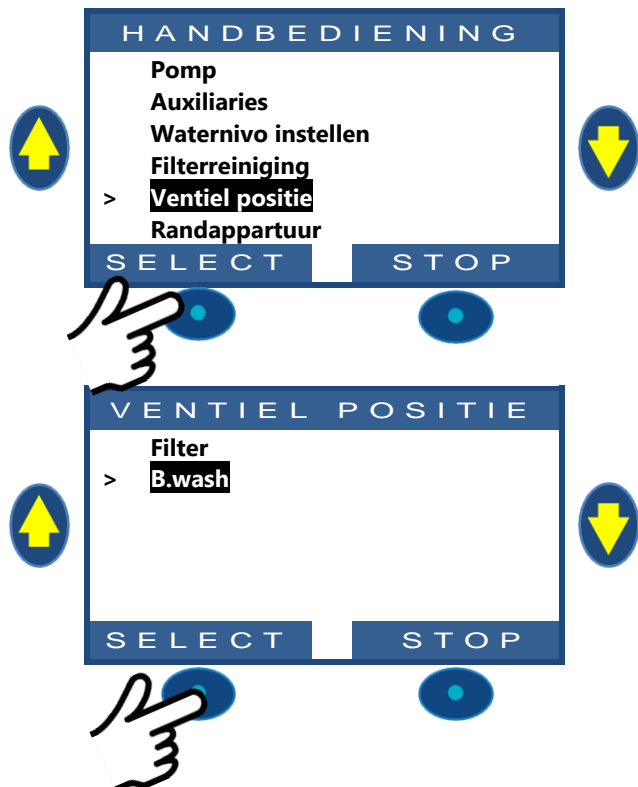 HANDBEDIENING
Pomp
Auxiliaries
Waternivo instellen
Filterreiniging
> Ventiel positie
Randappartuur
SELECT STOP
VENTIEL POSITIE
Filter
> B.wash
SELECT STOP